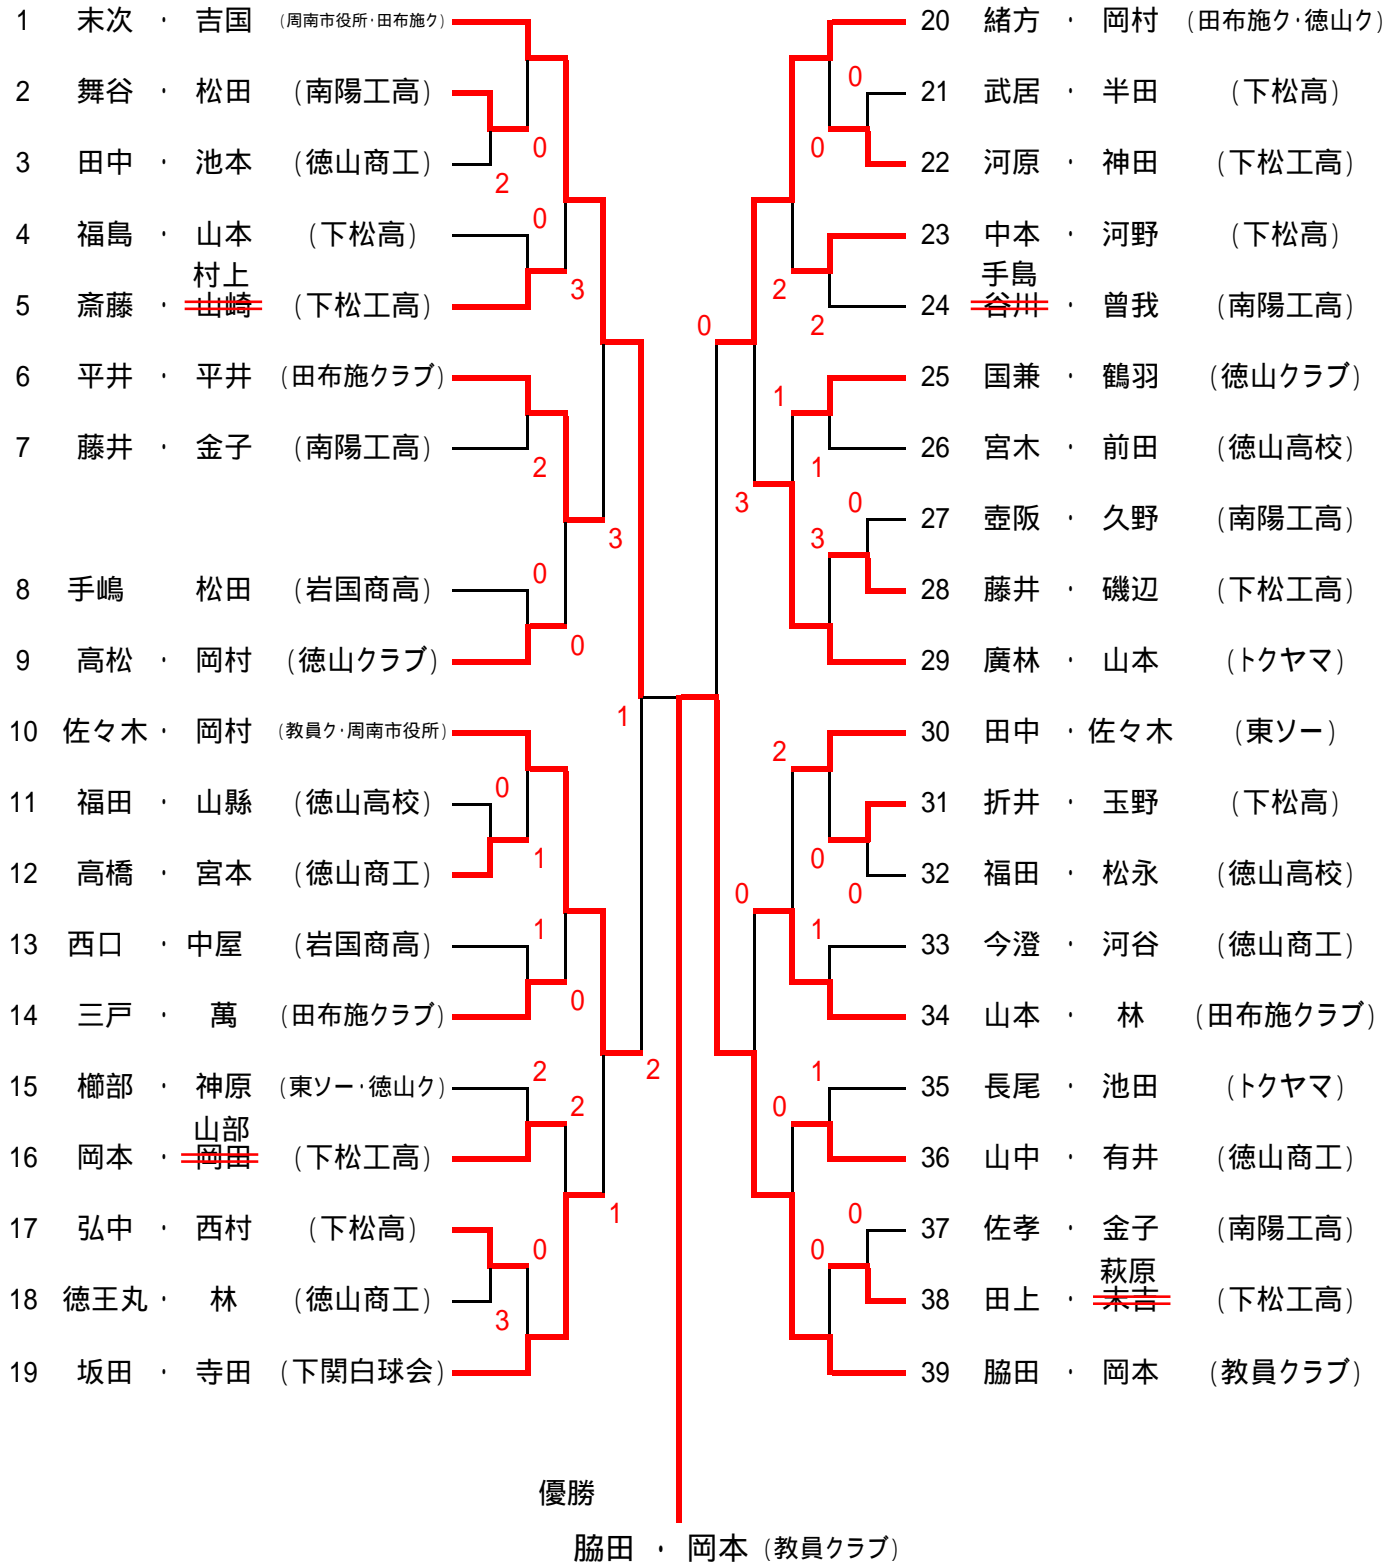 1 末次 ・ 吉国 (周南市役所・田布施ク)
2 舞谷 ・ 松田 (南陽工高)
0
3 田中 ・ 池本 (徳山商工)
2
0
4 福島 ・ 山本 (下松高)
村上
3
5 斎藤 ・ 山崎 (下松工高)
6 平井 ・ 平井 (田布施クラブ)
7 藤井 ・ 金子 (南陽工高)
2
3
0
8 手嶋 松田 (岩国商高)
0
9 高松 ・ 岡村 (徳山クラブ)
1
10 佐々木 ・ 岡村 (教員ク・周南市役所)
0
11 福田 ・ 山縣 (徳山高校)
1
12 高橋 ・ 宮本 (徳山商工)
1
13 西口 ・ 中屋 (岩国商高)
0
14 三戸 ・ 萬 (田布施クラブ)
2
2
15 櫛部 ・ 神原 (東ソー・徳山ク)
2
山部
16 岡本 ・ 岡田 (下松工高)
1
17 弘中 ・ 西村 (下松高)
0
18 徳王丸 ・ 林 (徳山商工)
3
19 坂田 ・ 寺田 (下関白球会)
20 緒方 ・ 岡村 (田布施ク・徳山ク)
0
21 武居 ・ 半田 (下松高)
0
22 河原 ・ 神田 (下松工高)
23 中本 ・ 河野 (下松高)
手島
2
24 谷川 ・ 曽我 (南陽工高)
0
2
25 国兼 ・ 鶴羽 (徳山クラブ)
1
26 宮木 ・ 前田 (徳山高校)
1
3
0
27 壺阪 ・ 久野 (南陽工高)
3
28 藤井 ・ 磯辺 (下松工高)
29 廣林 ・ 山本 (トクヤマ)
30 田中 ・ 佐々木 (東ソー)
2
31 折井 ・ 玉野 (下松高)
0
32 福田 ・ 松永 (徳山高校)
0
0
1
33 今澄 ・ 河谷 (徳山商工)
34 山本 ・ 林 (田布施クラブ)
1
35 長尾 ・ 池田 (トクヤマ)
0
36 山中 ・ 有井 (徳山商工)
0
37 佐孝 ・ 金子 (南陽工高)
0
萩原
38 田上 ・ 末吉 (下松工高)
39 脇田 ・ 岡本 (教員クラブ)
優勝
脇田 ・ 岡本 (教員クラブ)